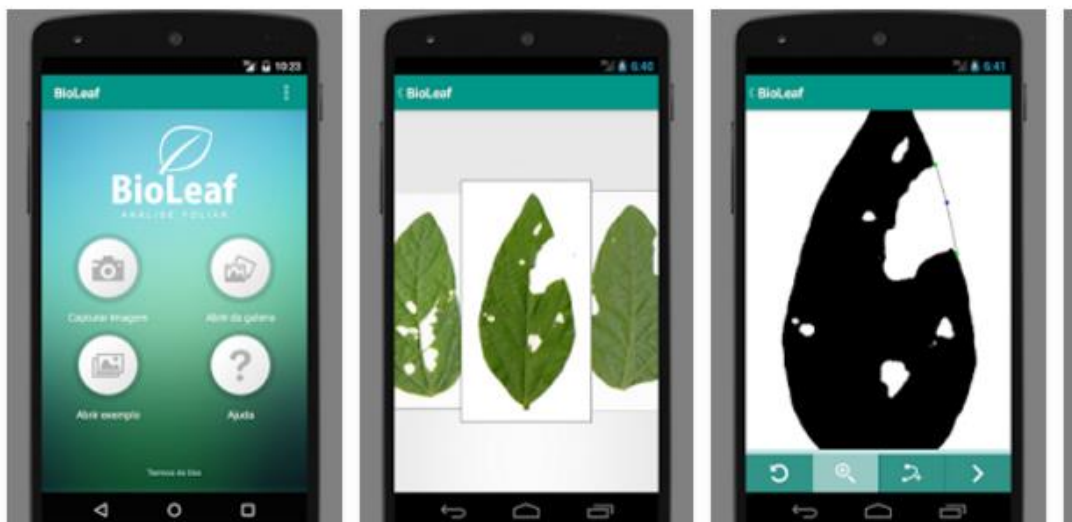 10:23
BioLeaf
BioLeaf
ANÁLISE FOLIAR
Capturar imagem
Abrir da galeria
Abrir exemplo
Ajuda
Termos de Uso
6:40
BioLeaf
6:41
BioLeaf